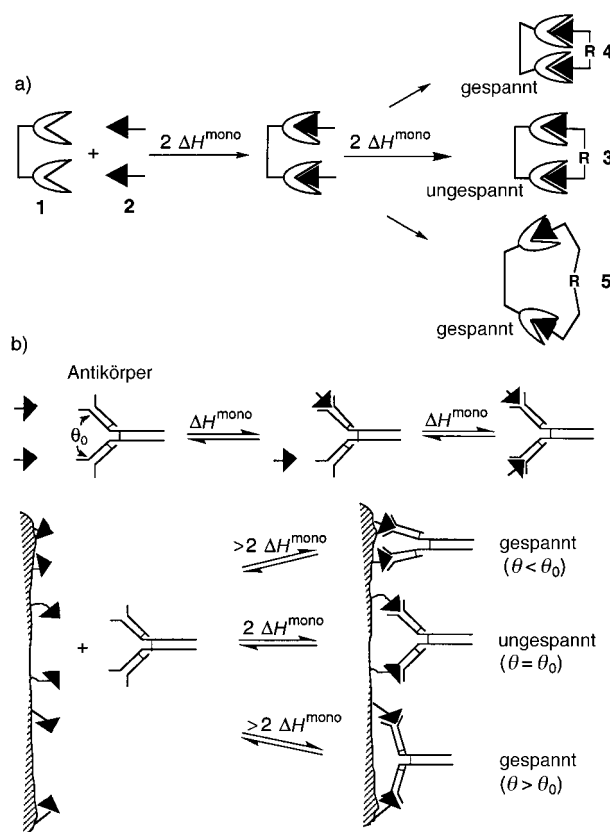 a)
R 4
gespannt
+
2 ΔH^mono
2 ΔH^mono
R 3
ungespannt
1
2
R 5
gespannt
b)
Antikörper
θ₀
ΔH^mono
ΔH^mono
>2 ΔH^mono
gespannt
(θ < θ₀)
+
2 ΔH^mono
ungespannt
(θ = θ₀)
>2 ΔH^mono
gespannt
(θ > θ₀)